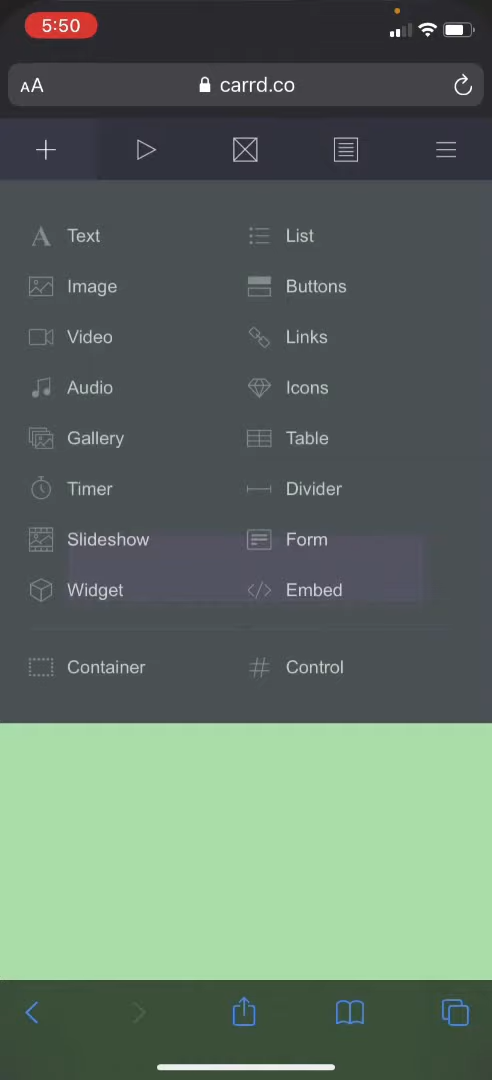 5:50
AA carrd.co
Text List
Image Buttons
Video Links
Audio Icons
Gallery Table
Timer Divider
Slideshow Form
Widget Embed
Container Control